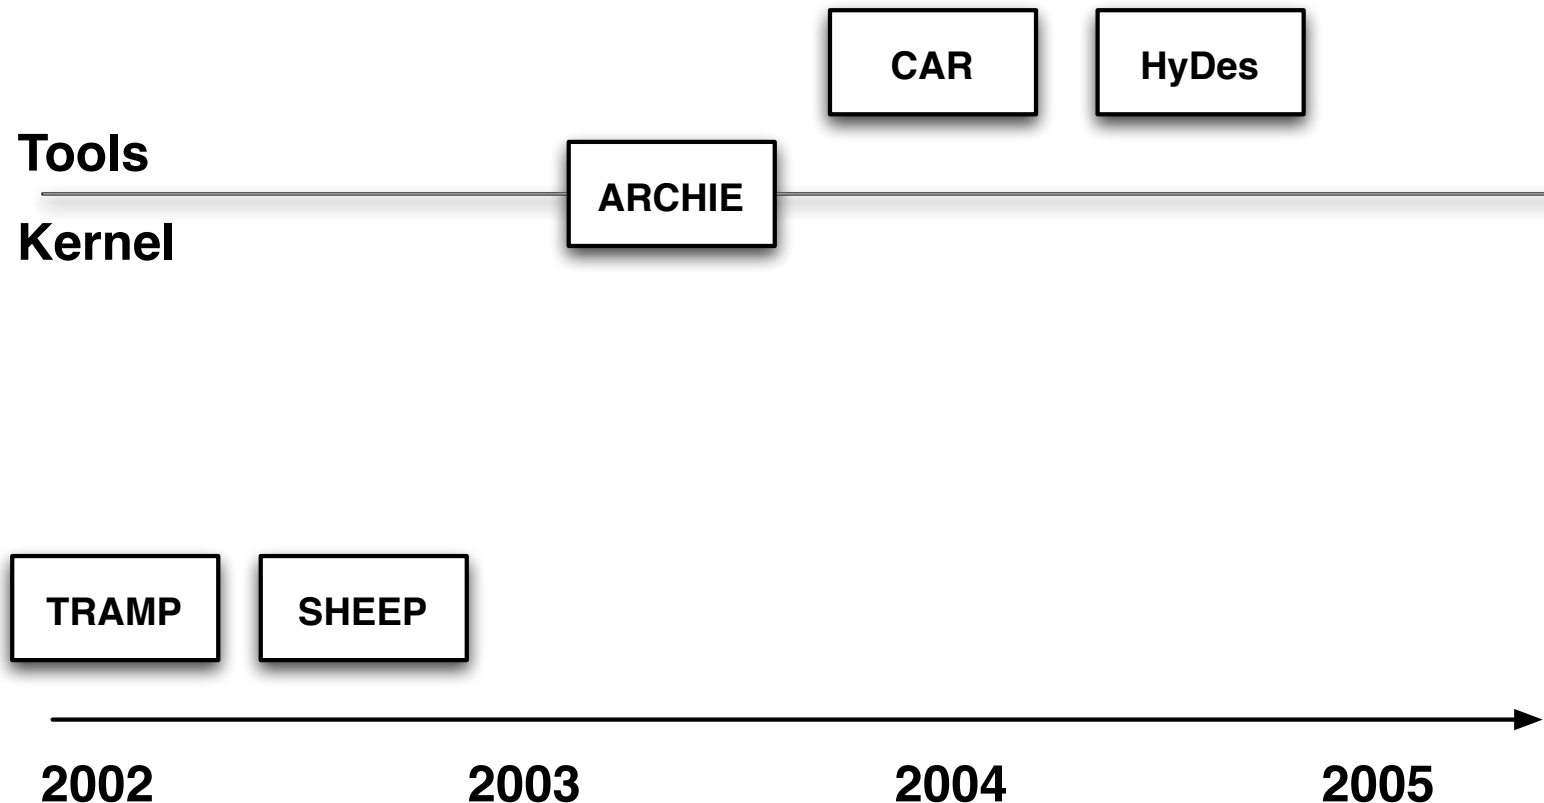 CAR
HyDes
Tools
ARCHIE
Kernel
TRAMP
SHEEP
2002
2003
2004
2005